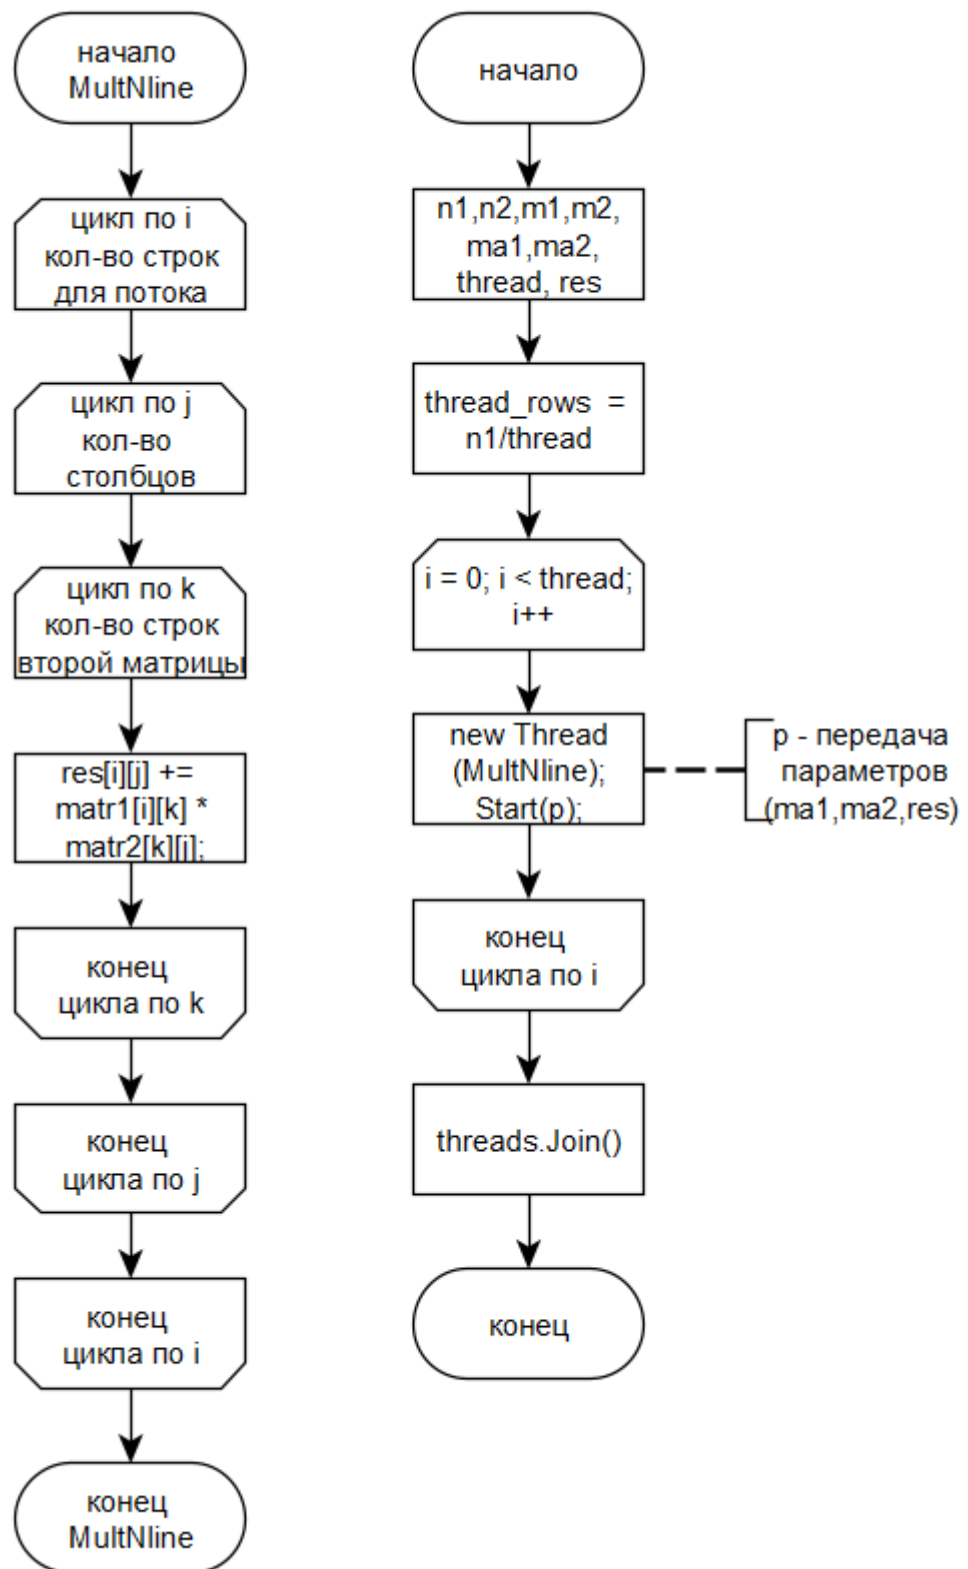 начало
MultNline
цикл по i
кол-во строк
для потока
цикл по j
кол-во
столбцов
цикл по k
кол-во строк
второй матрицы
res[i][j] +=
matr1[i][k] *
matr2[k][j];
конец
цикла по k
конец
цикла по j
конец
цикла по i
конец
MultNline
начало
n1,n2,m1,m2,
ma1,ma2,
thread, res
thread_rows =
n1/thread
i = 0; i < thread;
i++
new Thread
(MultNline);
Start(p);
p - передача
параметров
(ma1,ma2,res)
конец
цикла по i
threads.Join()
конец